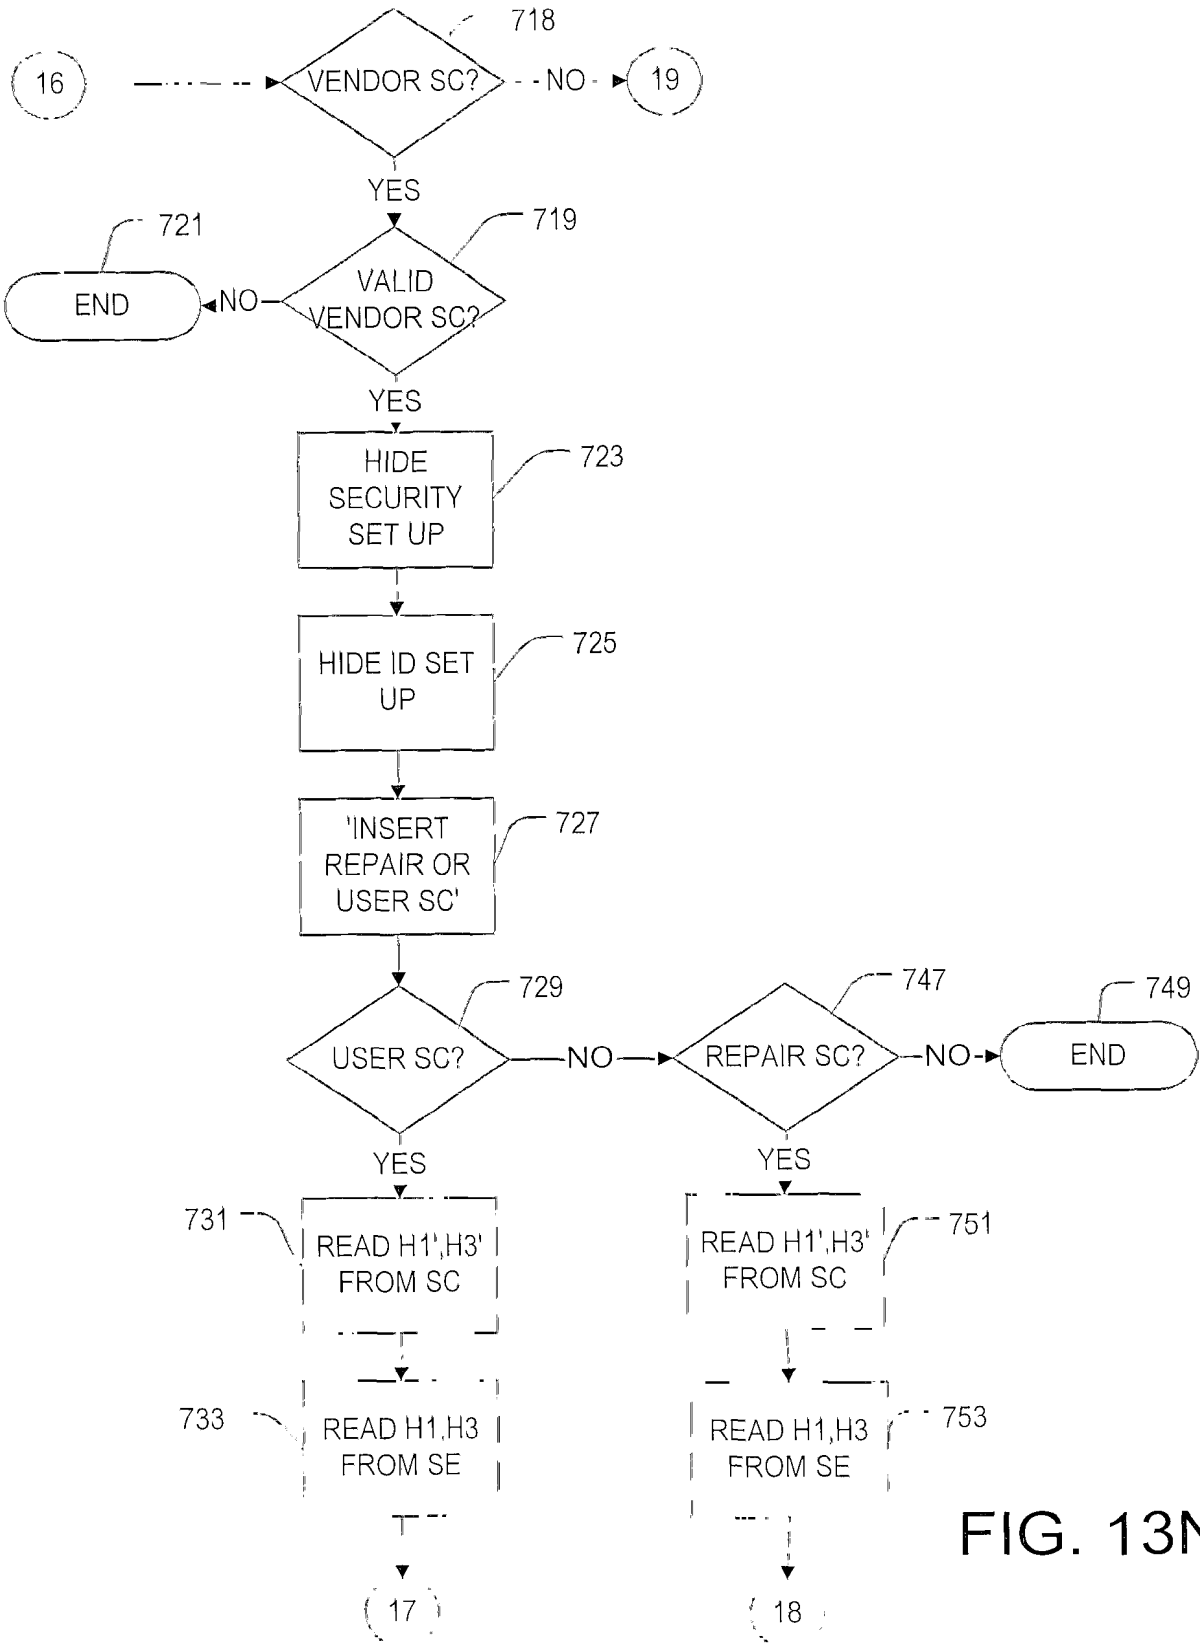 718
16
VENDOR SC?
NO
19
YES
721
719
END
NO
VALID
VENDOR SC?
YES
723
HIDE
SECURITY
SET UP
725
HIDE ID SET
UP
727
'INSERT
REPAIR OR
USER SC'
729
747
749
USER SC?
NO
REPAIR SC?
NO
END
YES
YES
731
READ H1',H3'
FROM SC
751
READ H1',H3'
FROM SC
733
READ H1,H3
FROM SE
753
READ H1,H3
FROM SE
FIG. 13N
17
18